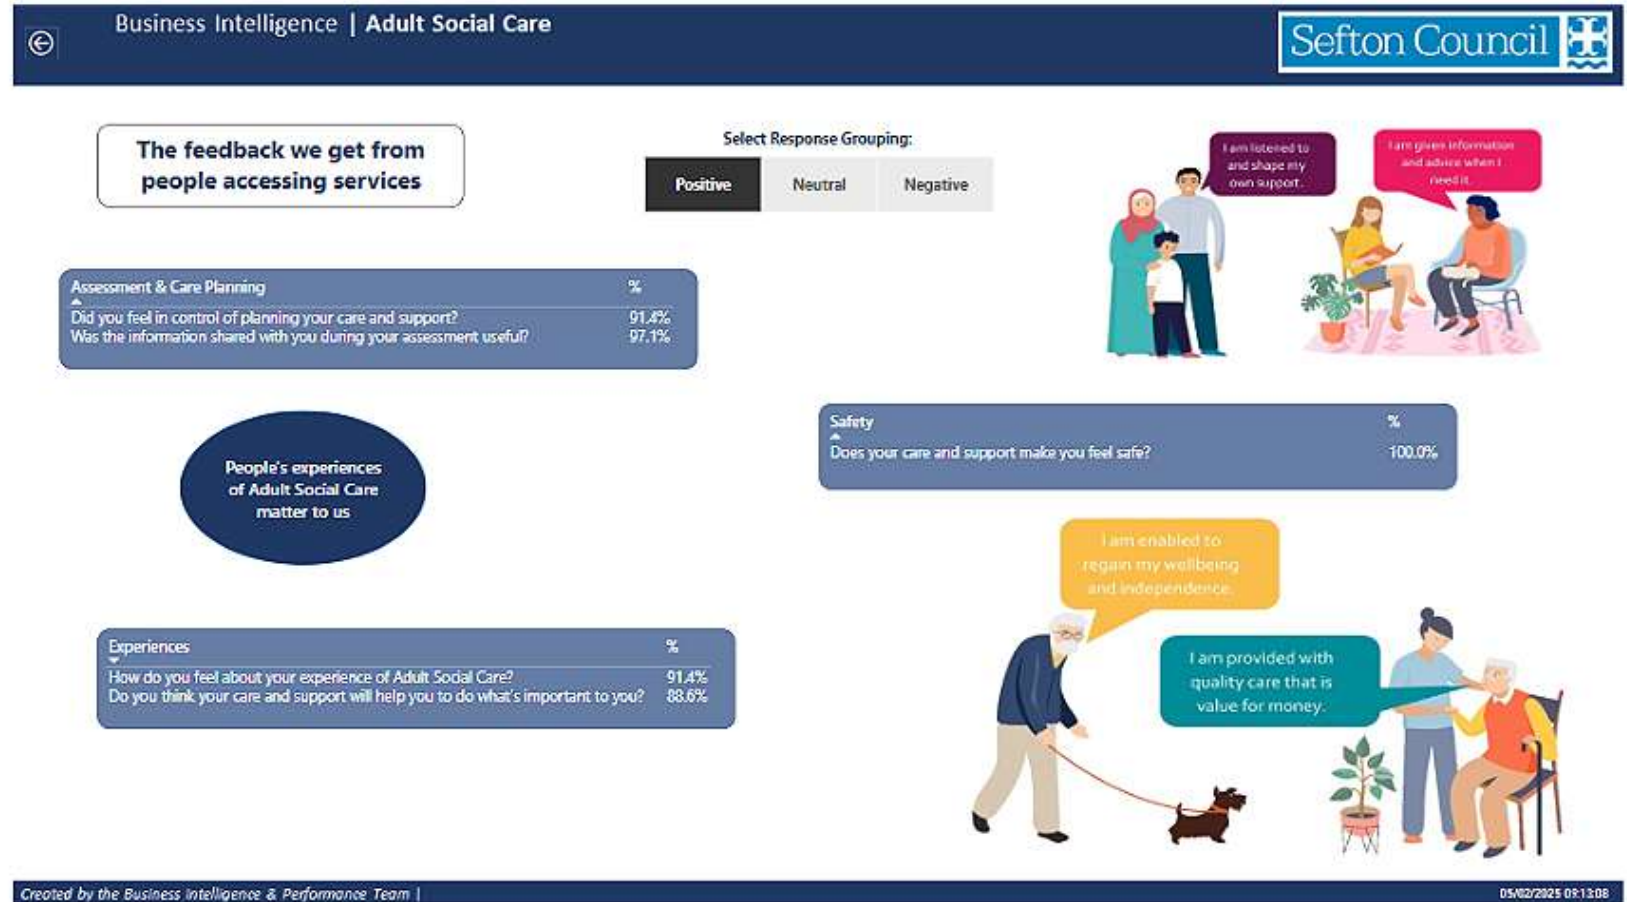 Business Intelligence | Adult Social Care
Sefton Council
The feedback we get from
people accessing services
Select Response Grouping:
Positive Neutral Negative
I am listened to
and shape my
own support.
I am given information
and advice when I
need it.
Assessment & Care Planning %
Did you feel in control of planning your care and support? 91.4%
Was the information shared with you during your assessment useful? 97.1%
People's experiences
of Adult Social Care
matter to us
Safety %
Does your care and support make you feel safe? 100.0%
I am enabled to
regain my wellbeing
and independence.
I am provided with
quality care that is
value for money.
Experiences %
How do you feel about your experience of Adult Social Care? 91.4%
Do you think your care and support will help you to do what's important to you? 88.6%
Created by the Business Intelligence & Performance Team |
05/02/2025 09:13:08